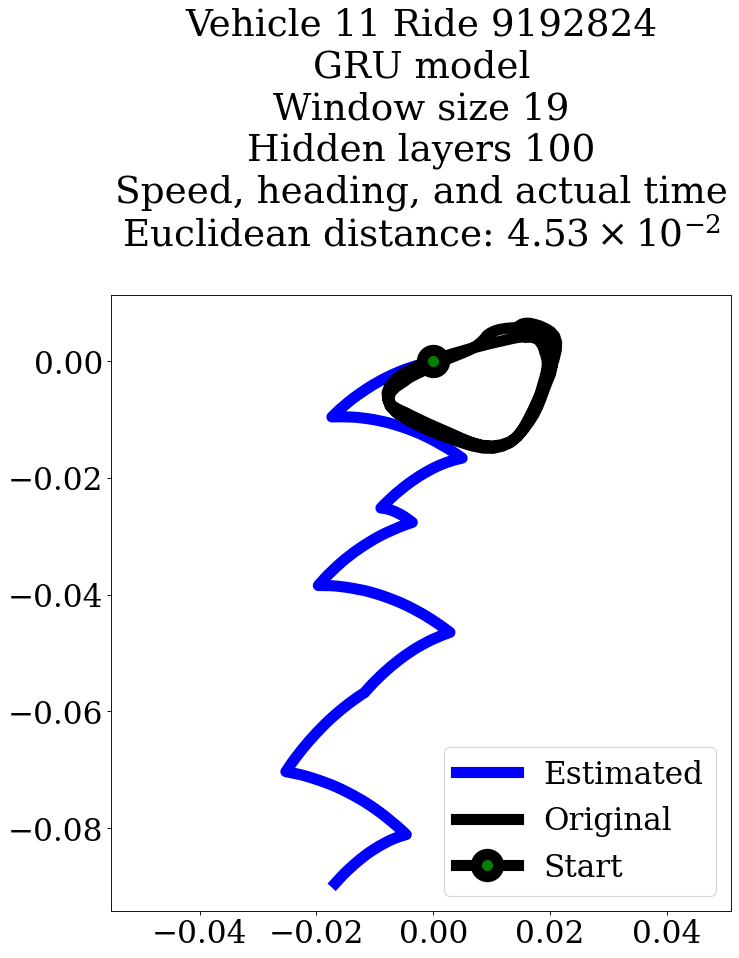 Vehicle 11 Ride 9192824
GRU model
Window size 19
Hidden layers 100
Speed, heading, and actual time
Euclidean distance: 4.53 × 10⁻²
0.00
−0.02
−0.04
−0.06
−0.08
Estimated
Original
Start
−0.04 −0.02 0.00 0.02 0.04